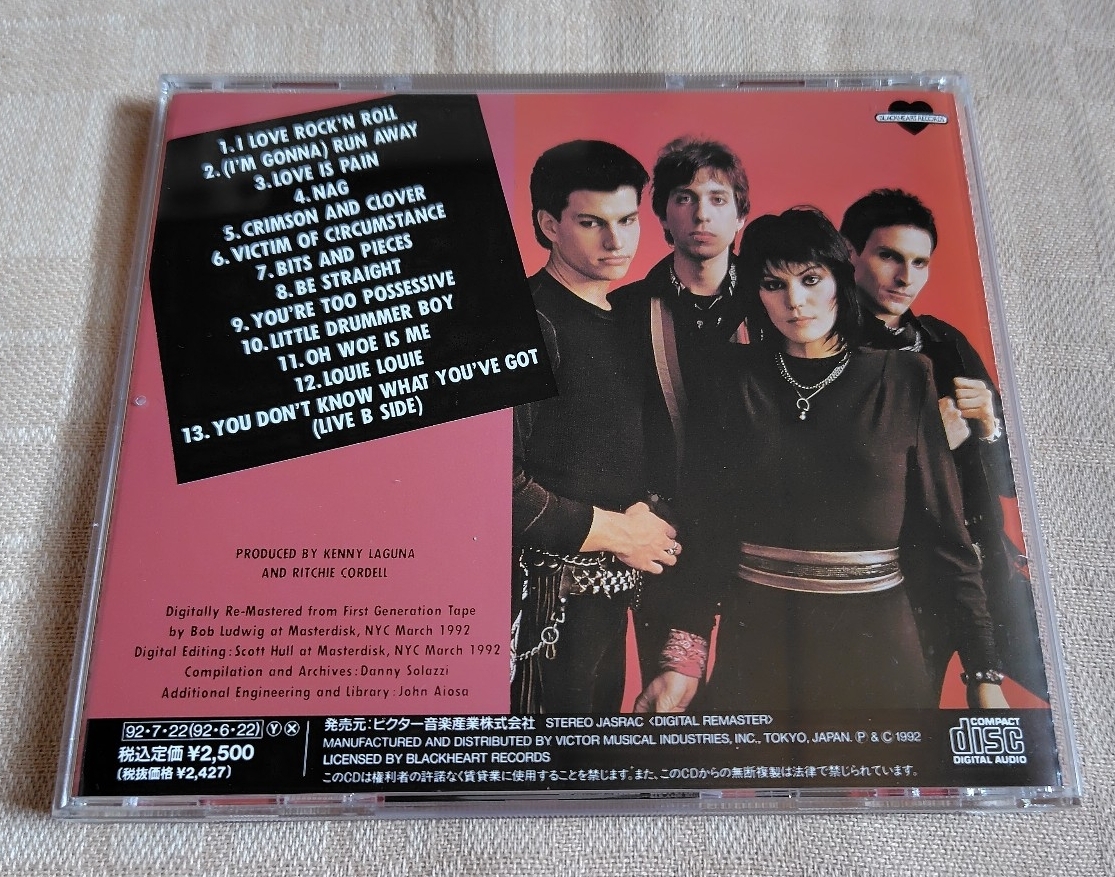 1. I LOVE ROCK'N ROLL
2. (I'M GONNA) RUN AWAY
3. LOVE IS PAIN
4. NAG
5. CRIMSON AND CLOVER
6. VICTIM OF CIRCUMSTANCE
7. BITS AND PIECES
8. BE STRAIGHT
9. YOU'RE TOO POSSESSIVE
10. LITTLE DRUMMER BOY
11. OH WOE IS ME
12. LOUIE LOUIE
13. YOU DON'T KNOW WHAT YOU'VE GOT
(LIVE B SIDE)
BLACKHEART RECORDS
PRODUCED BY KENNY LAGUNA
AND RITCHIE CORDELL
Digitally Re-Mastered from First Generation Tape
by Bob Ludwig at Masterdisk, NYC March 1992
Digital Editing: Scott Hull at Masterdisk, NYC March 1992
Compilation and Archives: Danny Solazzi
Additional Engineering and Library: John Aiosa
92・7・22(92・6・22) Ⓨ Ⓧ
税込定価 ¥2,500
(税抜価格 ¥2,427)
発売元:ビクター音楽産業株式会社 STEREO JASRAC 〈DIGITAL REMASTER〉
MANUFACTURED AND DISTRIBUTED BY VICTOR MUSICAL INDUSTRIES, INC., TOKYO, JAPAN. Ⓟ & © 1992
LICENSED BY BLACKHEART RECORDS
このCDは権利者の許諾なく賃貸業に使用することを禁じます。また、このCDからの無断複製は法律で禁じられています。
COMPACT
disc
DIGITAL AUDIO